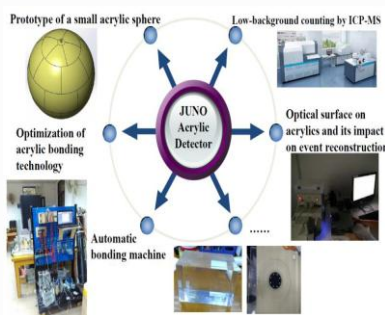 Prototype of a small acrylic sphere
Low-background counting by ICP-MS
JUNO
Acrylic
Detector
Optimization of
acrylic bonding
technology
Optical surface on
acrylics and its impact
on event reconstruction
Automatic
bonding machine
......